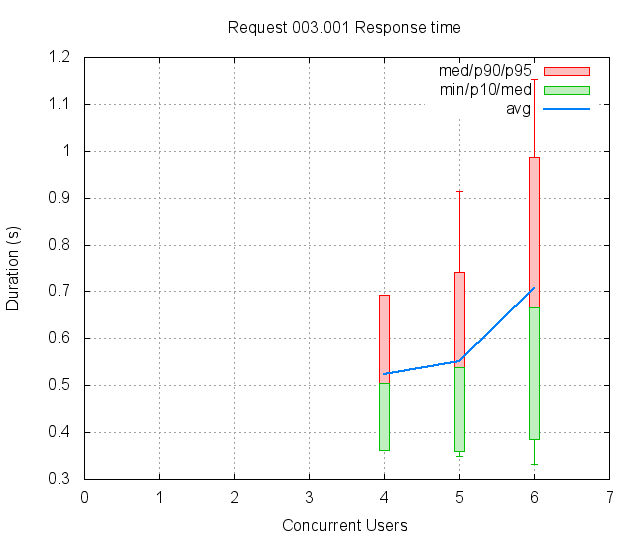 Request 003.001 Response time
med/p90/p95
min/p10/med
avg
1.2
1.1
1
0.9
0.8
0.7
0.6
0.5
0.4
0.3
Duration (s)
0 1 2 3 4 5 6 7
Concurrent Users